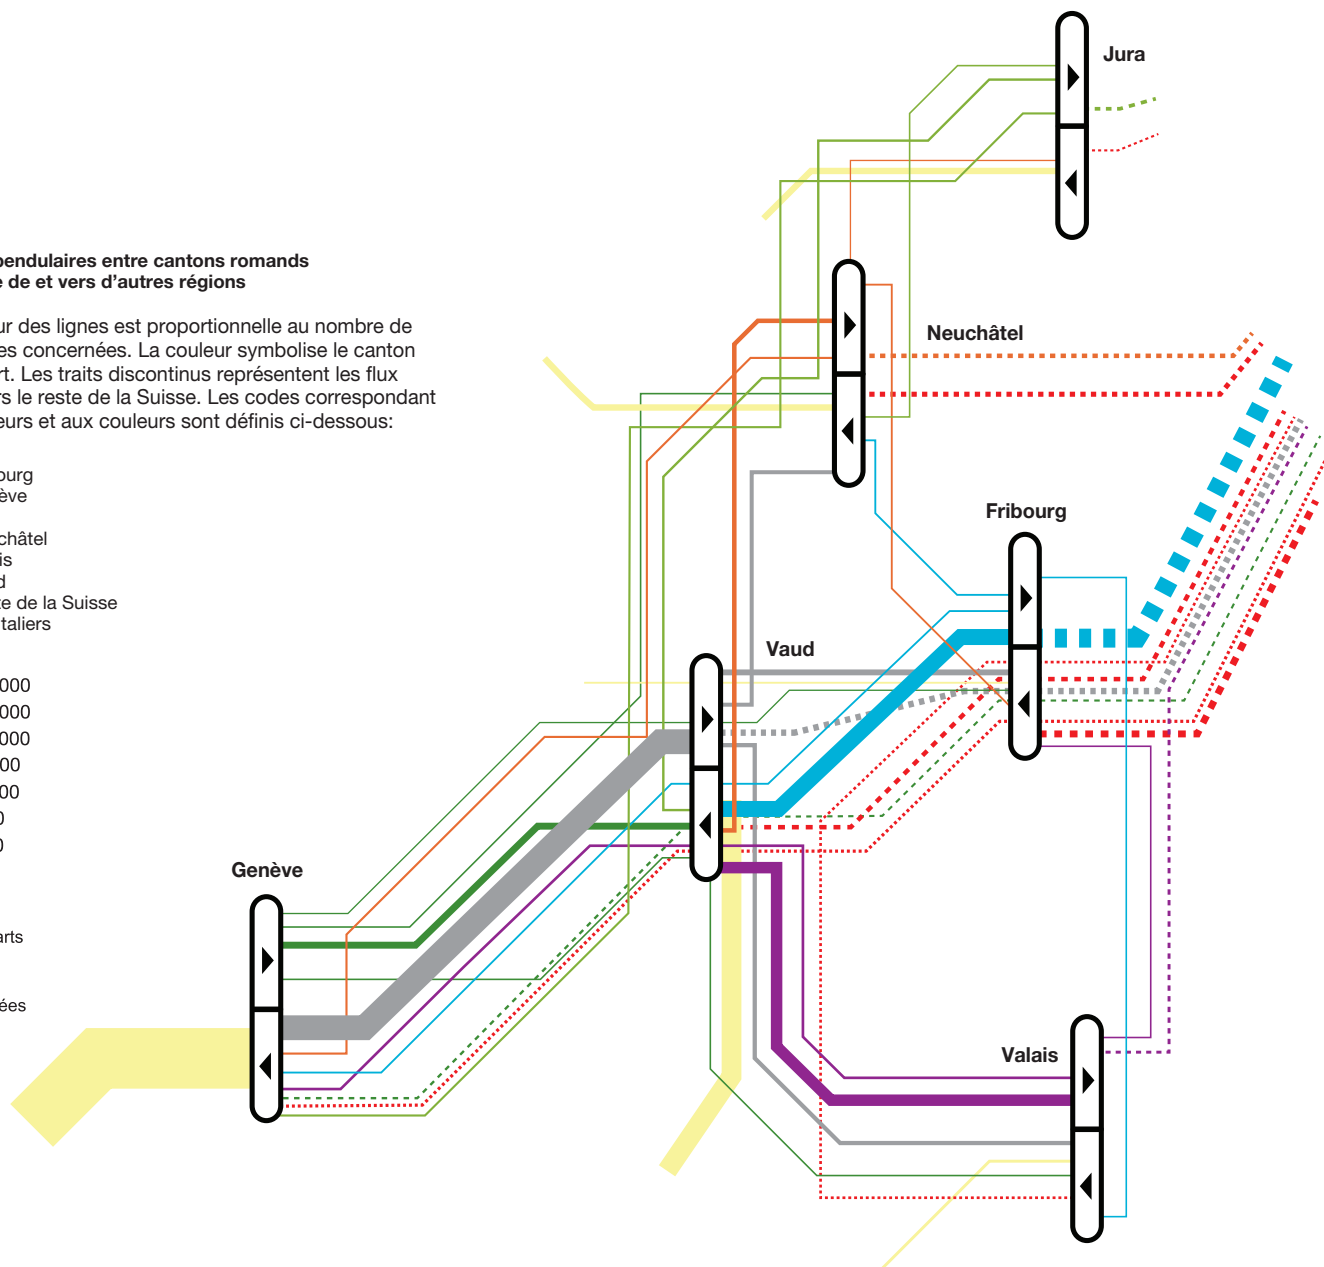 pendulaires entre cantons romands
de et vers d’autres régions
ur des lignes est proportionnelle au nombre de
es concernées. La couleur symbolise le canton
rt. Les traits discontinus représentent les flux
rs le reste de la Suisse. Les codes correspondant
eurs et aux couleurs sont définis ci-dessous:
ourg
ève
châtel
is
d
te de la Suisse
taliers
000
000
000
00
00
0
0
arts
ées
Jura
Neuchâtel
Fribourg
Vaud
Genève
Valais